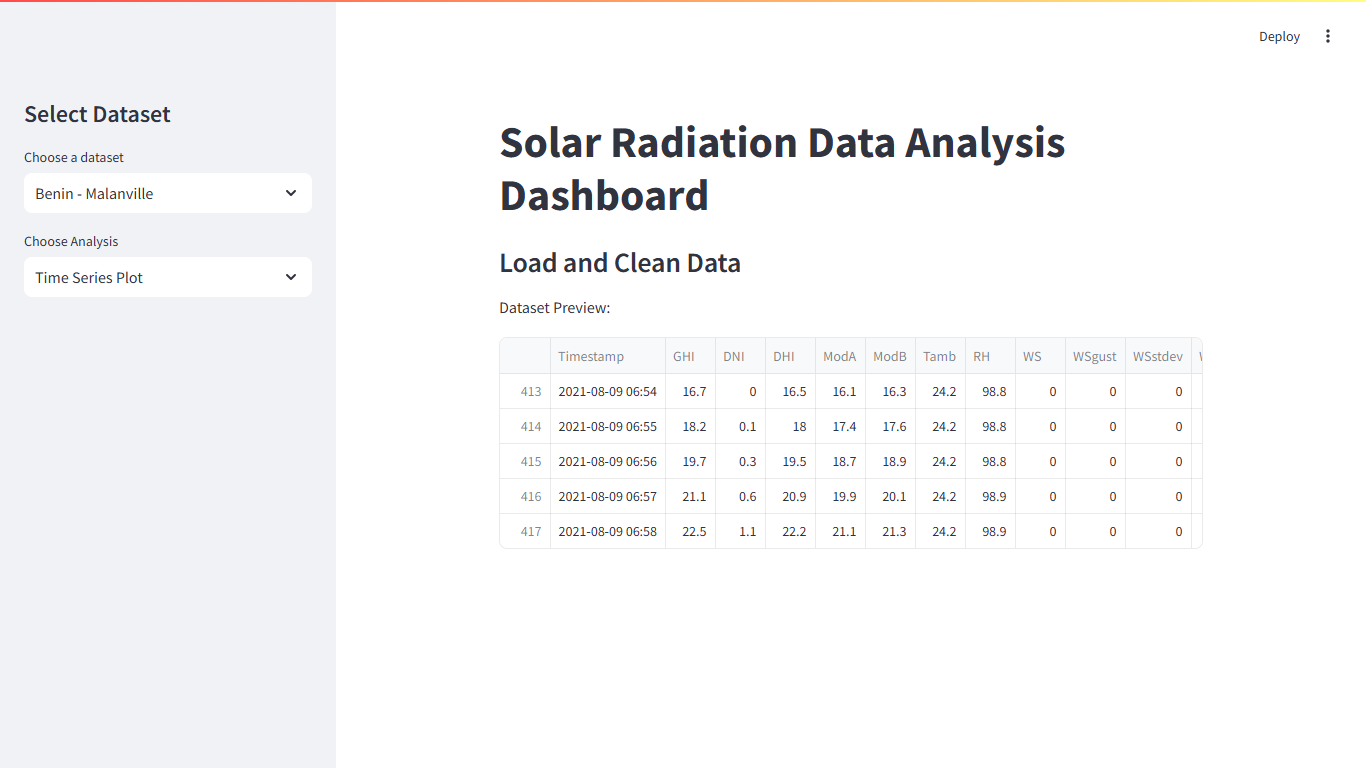 Deploy
Select Dataset
Choose a dataset
Benin - Malanville
Choose Analysis
Time Series Plot
Solar Radiation Data Analysis
Dashboard
Load and Clean Data
Dataset Preview:
Timestamp GHI DNI DHI ModA ModB Tamb RH WS WSgust WSstdev
413 2021-08-09 06:54 16.7 0 16.5 16.1 16.3 24.2 98.8 0 0 0
414 2021-08-09 06:55 18.2 0.1 18 17.4 17.6 24.2 98.8 0 0 0
415 2021-08-09 06:56 19.7 0.3 19.5 18.7 18.9 24.2 98.8 0 0 0
416 2021-08-09 06:57 21.1 0.6 20.9 19.9 20.1 24.2 98.9 0 0 0
417 2021-08-09 06:58 22.5 1.1 22.2 21.1 21.3 24.2 98.9 0 0 0